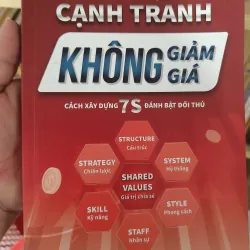 CẠNH TRANH
KHÔNG GIẢM GIÁ
CÁCH XÂY DỰNG 7S ĐÁNH BẬT ĐỐI THỦ
STRUCTURE
Cấu trúc
STRATEGY
Chiến lược
SYSTEM
Hệ thống
SHARED
VALUES
Giá trị chia sẻ
SKILL
Kỹ năng
STYLE
Phong cách
STAFF
Nhân sự